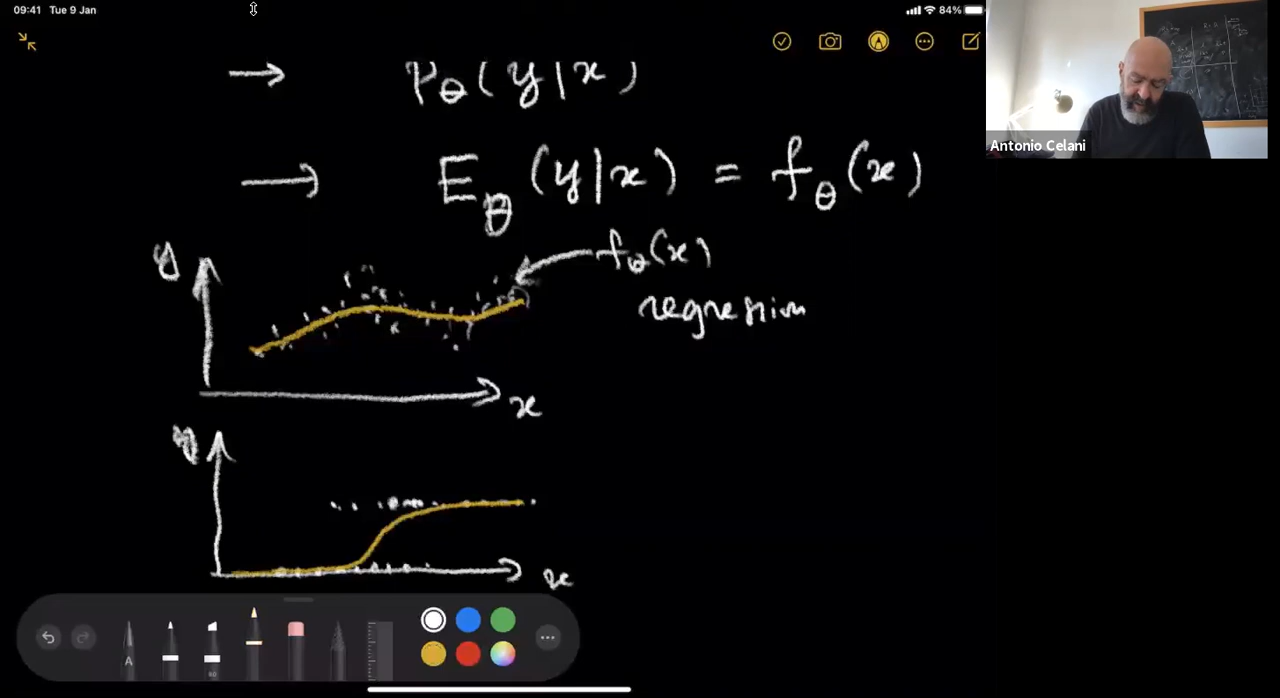 09:41 Tue 9 Jan 84%
→ Pθ(y|x)
→ Eθ(y|x) = fθ(x)
y
fθ(x)
regression
x
y
x
Antonio Celani
A